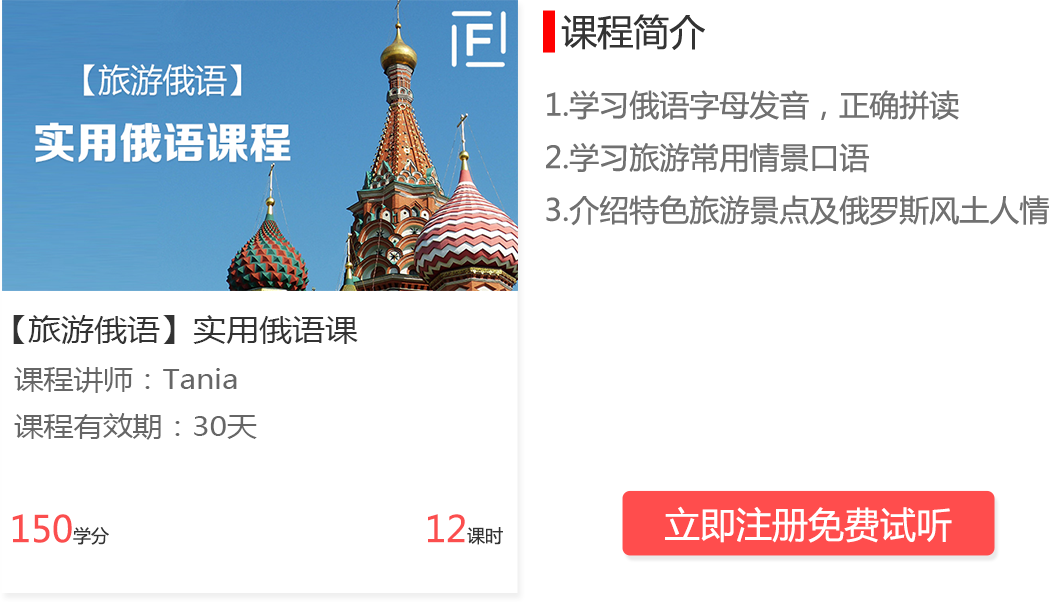 【旅游俄语】
实用俄语课程
F
【旅游俄语】实用俄语课
课程讲师：Tania
课程有效期：30天
150学分
12课时
课程简介
1.学习俄语字母发音，正确拼读
2.学习旅游常用情景口语
3.介绍特色旅游景点及俄罗斯风土人情
立即注册免费试听